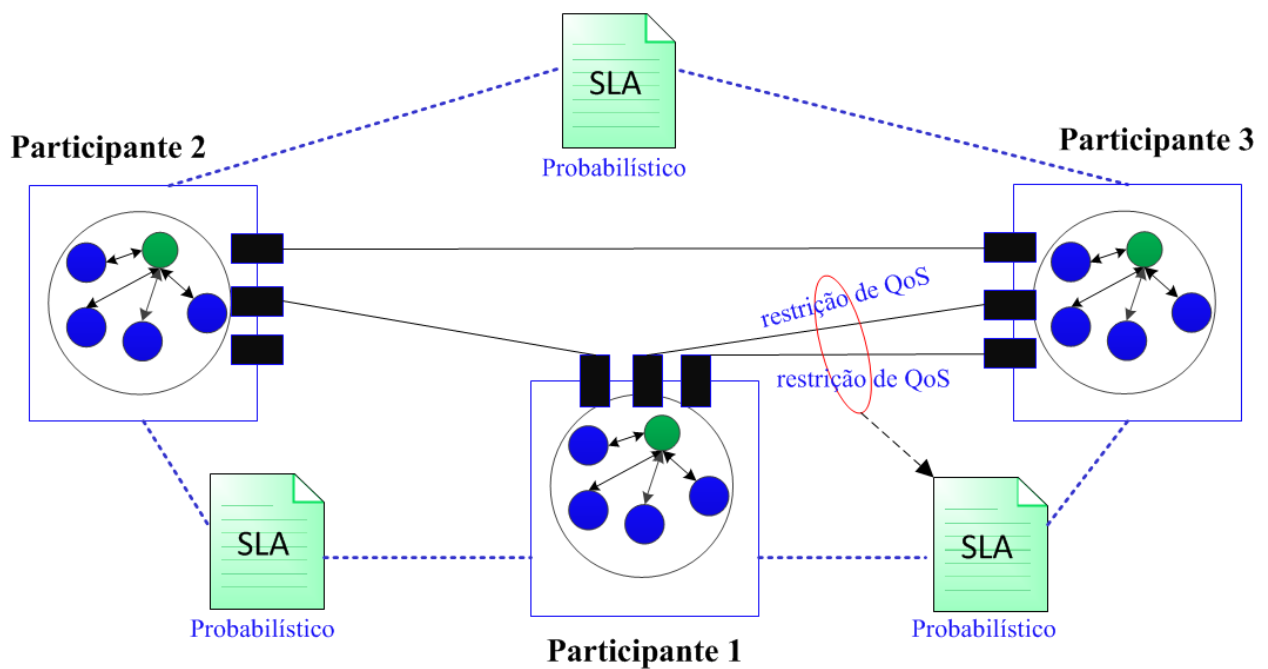 SLA
Probabilístico
Participante 2
Participante 3
restrição de QoS
restrição de QoS
SLA
Probabilístico
SLA
Probabilístico
Participante 1